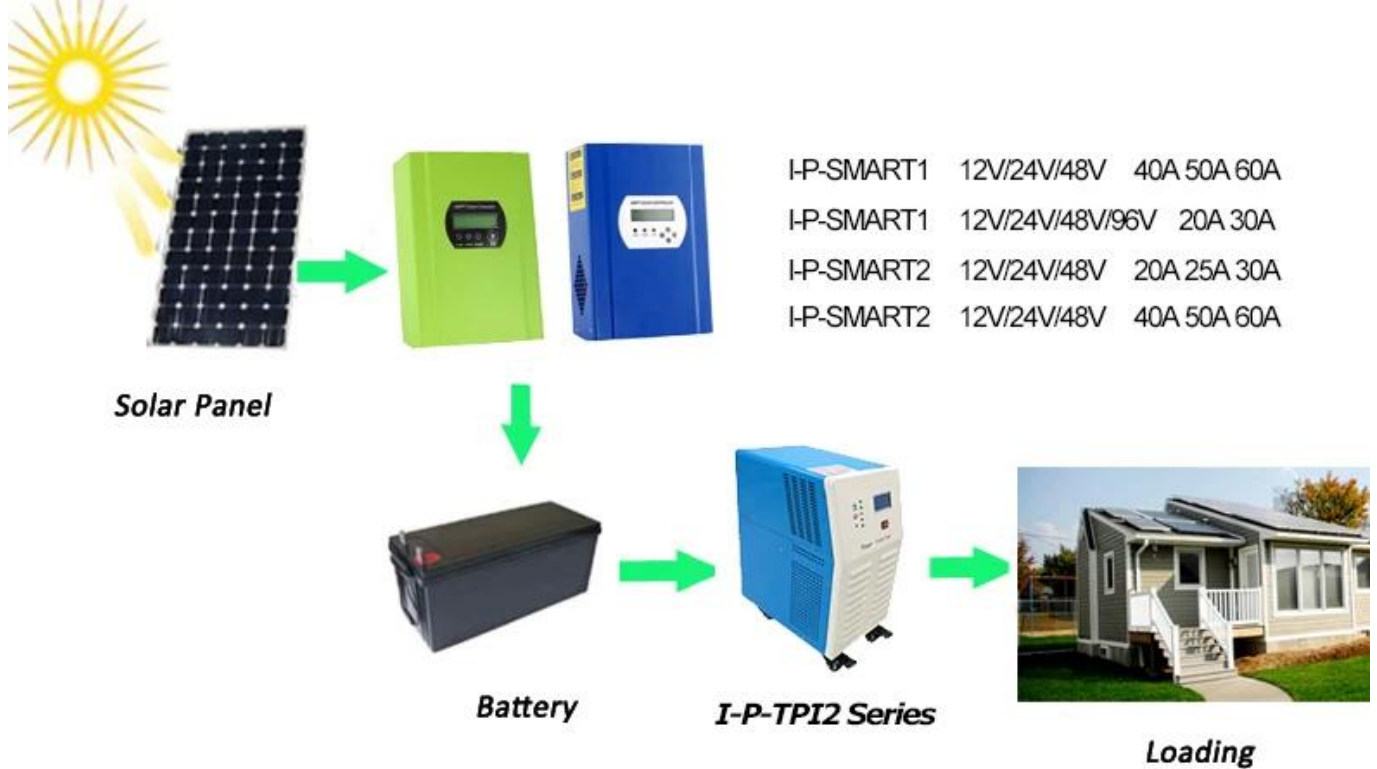 I-P-SMART1 12V/24V/48V 40A 50A 60A
I-P-SMART1 12V/24V/48V/96V 20A 30A
I-P-SMART2 12V/24V/48V 20A 25A 30A
I-P-SMART2 12V/24V/48V 40A 50A 60A
Solar Panel
Battery
I-P-TPI2 Series
Loading